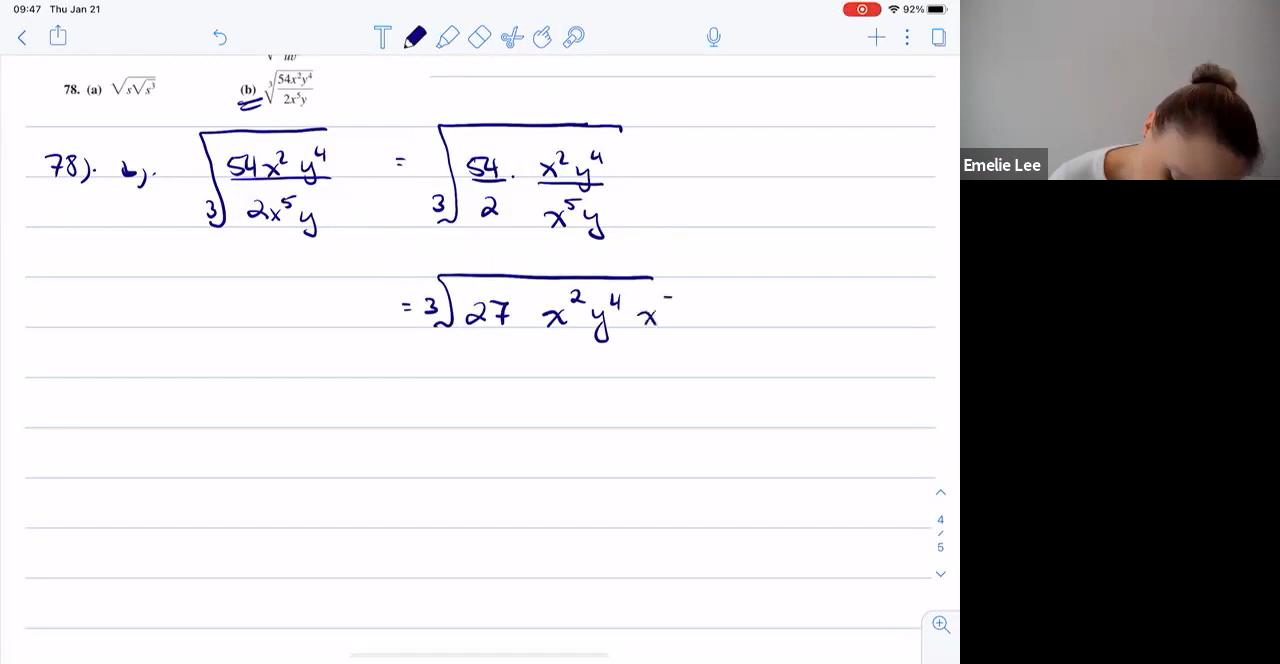 09:47 Thu Jan 21
92%
78. (a) √s√s³ (b) ∛54x²y⁴/2x⁵y
78). b). ∛54x²y⁴/2x⁵y = ∛54/2 · x²y⁴/x⁵y
= ∛27 x²y⁴x⁻
4
/
5
Emelie Lee